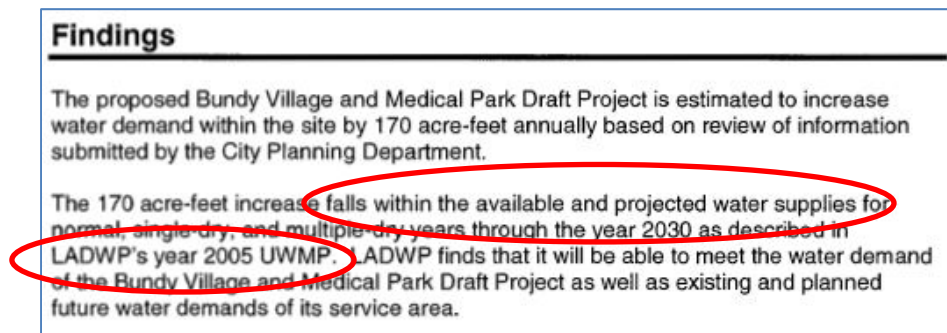 Findings
The proposed Bundy Village and Medical Park Draft Project is estimated to increase
water demand within the site by 170 acre-feet annually based on review of information
submitted by the City Planning Department.
The 170 acre-feet increase falls within the available and projected water supplies for
normal, single-dry, and multiple-dry years through the year 2030 as described in
LADWP's year 2005 UWMP. LADWP finds that it will be able to meet the water demand
of the Bundy Village and Medical Park Draft Project as well as existing and planned
future water demands of its service area.